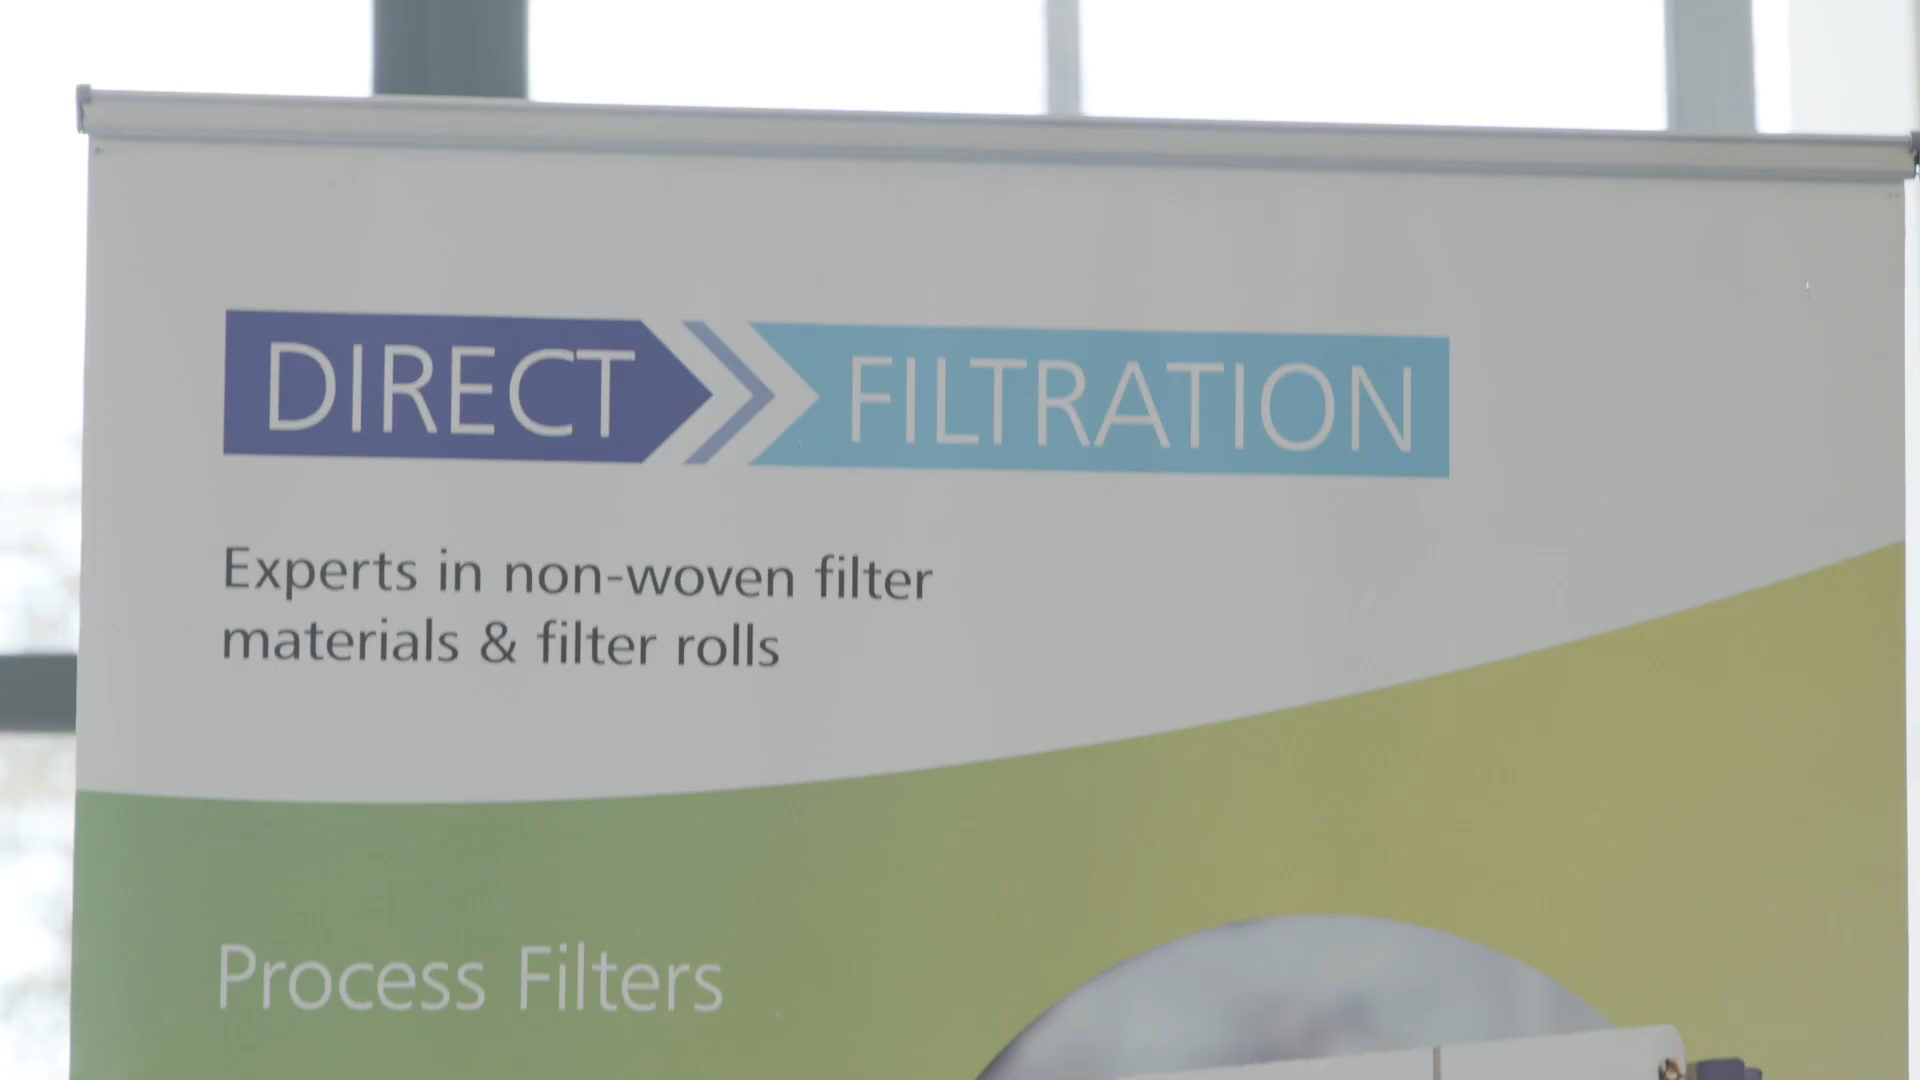 DIRECT FILTRATION
Experts in non-woven filter
materials & filter rolls
Process Filters